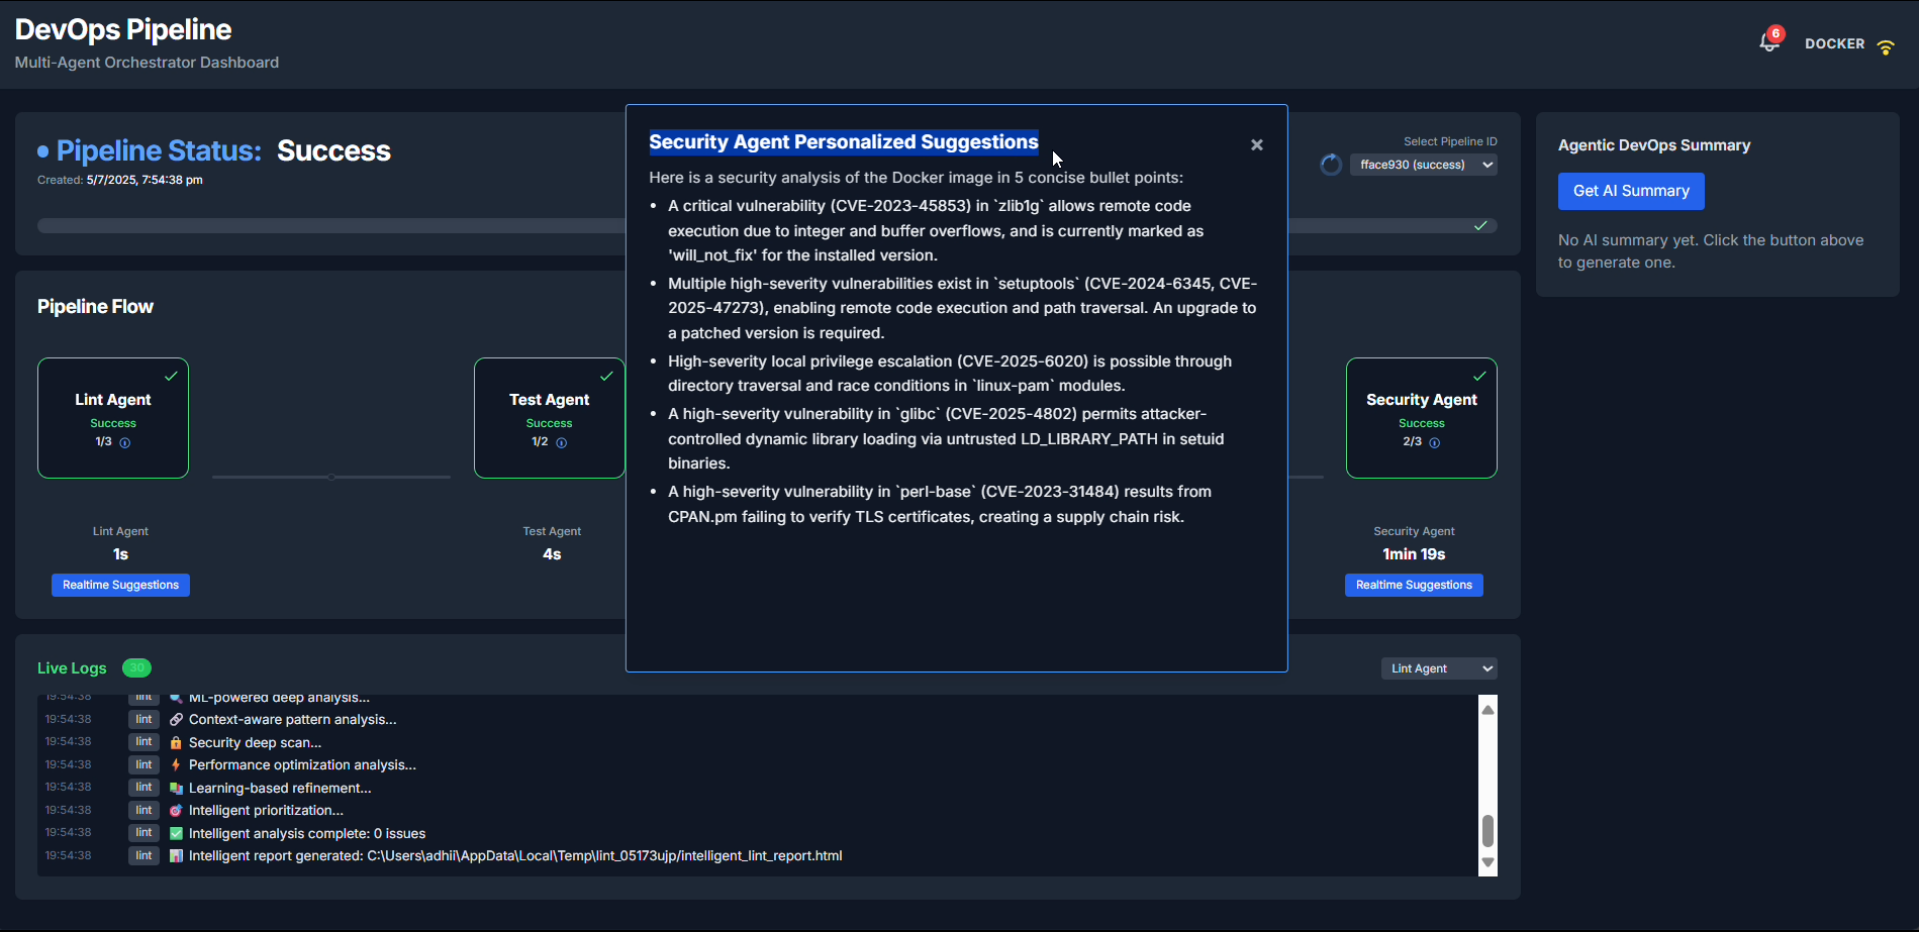 DevOps Pipeline
Multi-Agent Orchestrator Dashboard
6
DOCKER
Pipeline Status: Success
Created: 5/7/2025, 7:54:38 pm
Select Pipeline ID
fface930 (success)
Security Agent Personalized Suggestions
Here is a security analysis of the Docker image in 5 concise bullet points:
• A critical vulnerability (CVE-2023-45853) in `zlib1g` allows remote code
execution due to integer and buffer overflows, and is currently marked as
'will_not_fix' for the installed version.
• Multiple high-severity vulnerabilities exist in `setuptools` (CVE-2024-6345, CVE-
2025-47273), enabling remote code execution and path traversal. An upgrade to
a patched version is required.
• High-severity local privilege escalation (CVE-2025-6020) is possible through
directory traversal and race conditions in `linux-pam` modules.
• A high-severity vulnerability in `glibc` (CVE-2025-4802) permits attacker-
controlled dynamic library loading via untrusted LD_LIBRARY_PATH in setuid
binaries.
• A high-severity vulnerability in `perl-base` (CVE-2023-31484) results from
CPAN.pm failing to verify TLS certificates, creating a supply chain risk.
Agentic DevOps Summary
Get AI Summary
No AI summary yet. Click the button above
to generate one.
Pipeline Flow
Lint Agent
Success
1/3
Test Agent
Success
1/2
Security Agent
Success
2/3
Lint Agent
1s
Realtime Suggestions
Test Agent
4s
Security Agent
1min 19s
Realtime Suggestions
Live Logs 30
Lint Agent
19:54:38 lint ML-powered deep analysis...
19:54:38 lint Context-aware pattern analysis...
19:54:38 lint Security deep scan...
19:54:38 lint Performance optimization analysis...
19:54:38 lint Learning-based refinement...
19:54:38 lint Intelligent prioritization...
19:54:38 lint Intelligent analysis complete: 0 issues
19:54:38 lint Intelligent report generated: C:\Users\adhii\AppData\Local\Temp\lint_05173ujp/intelligent_lint_report.html